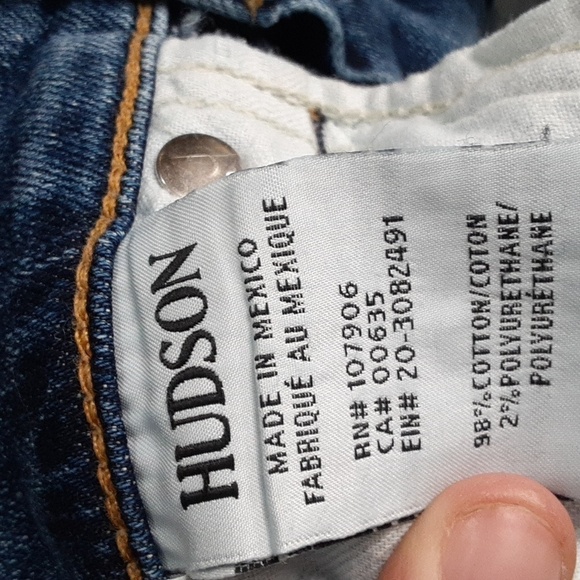 HUDSON
MADE IN MEXICO
FABRIQUÉ AU MEXIQUE
RN# 107906
CA# 00635
EIN# 20-3082491
98% COTTON/COTON
2% POLYURETHANE/
POLYURÉTHANE